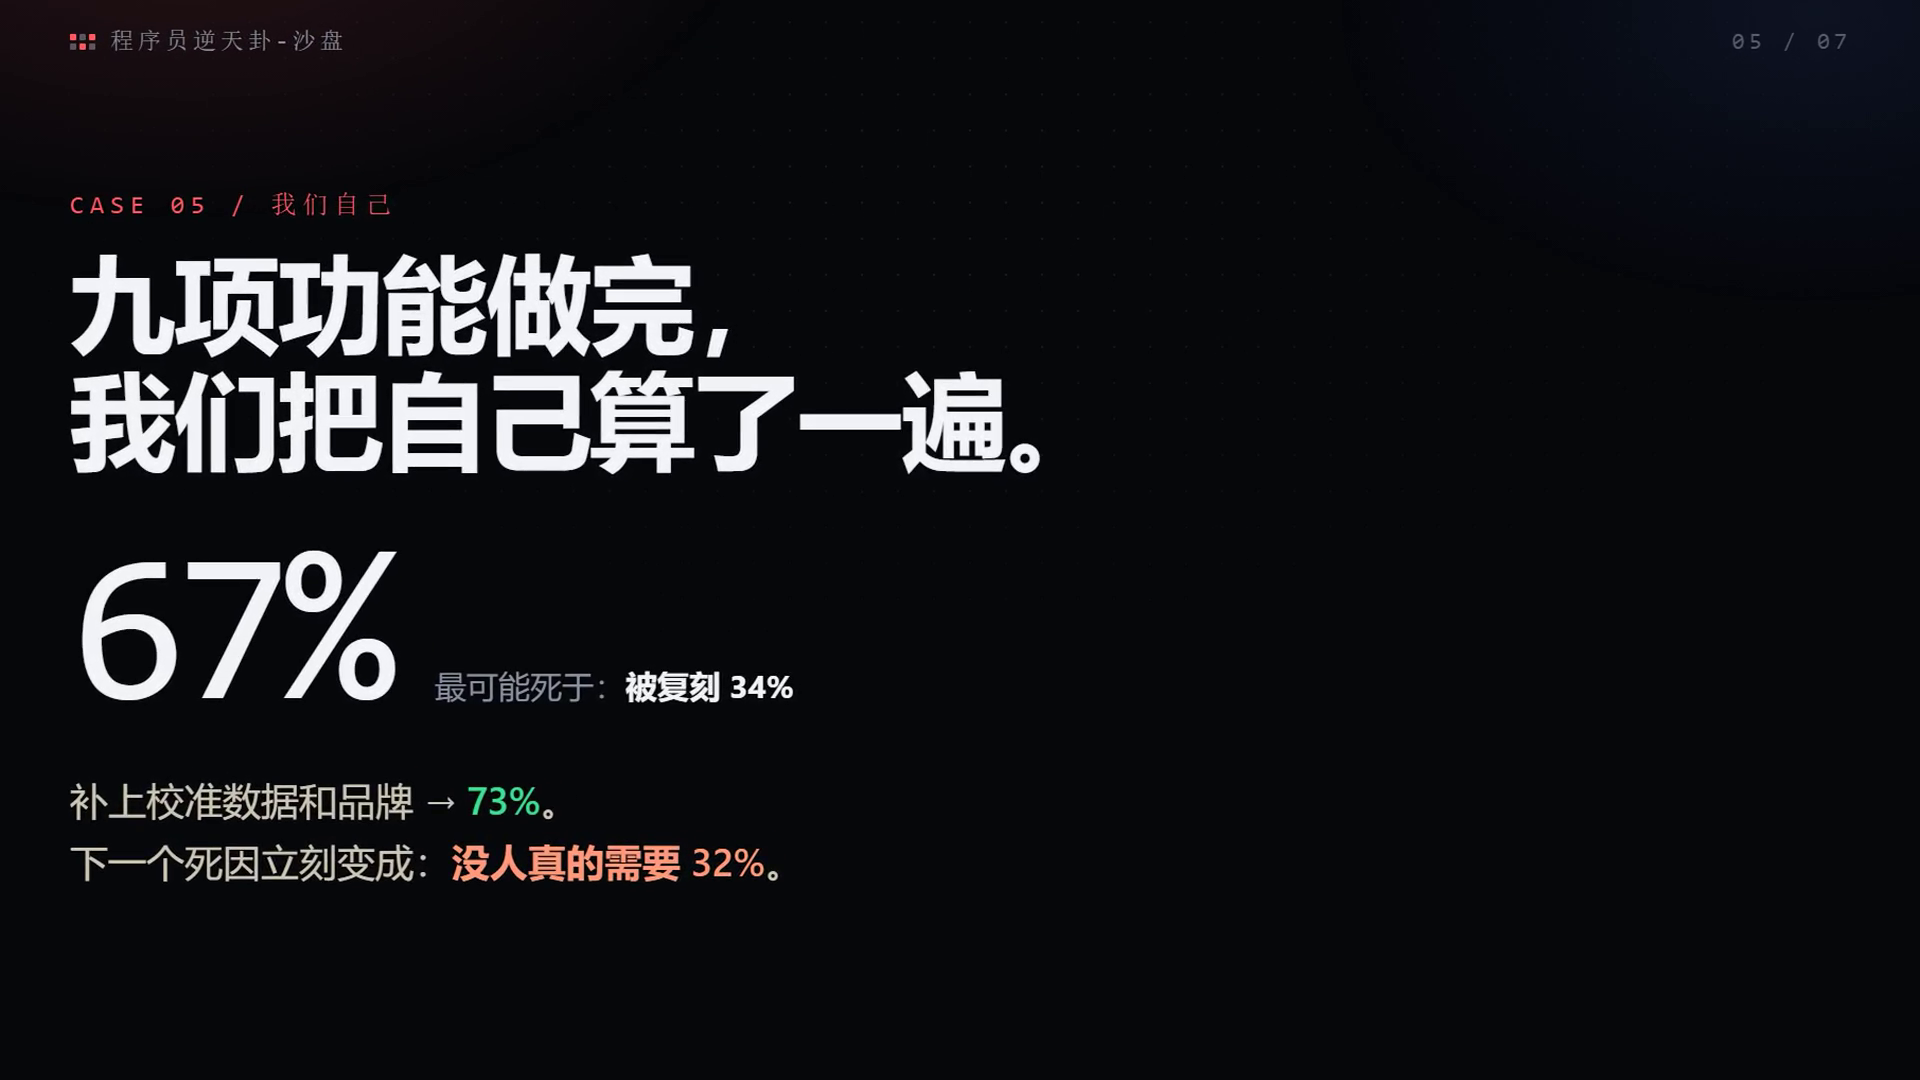 程序员逆天卦-沙盘
05 / 07
CASE 05 / 我们自己
九项功能做完，
我们把自己算了一遍。
67%
最可能死于：被复刻 34%
补上校准数据和品牌 → 73%。
下一个死因立刻变成：没人真的需要 32%。